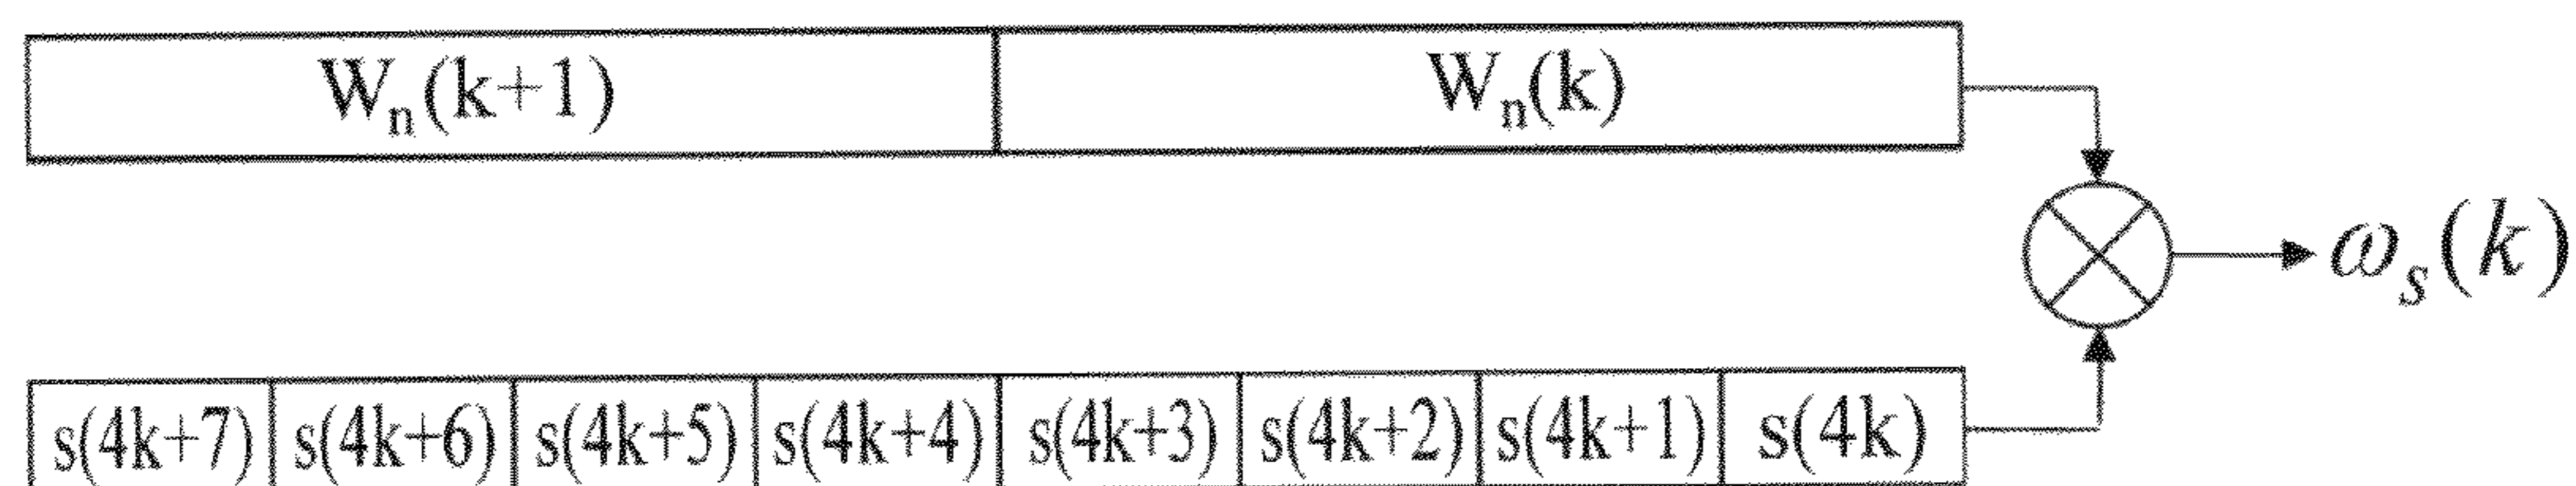 Wₙ(k+1) Wₙ(k)
ωₛ(k)
s(4k+7) s(4k+6) s(4k+5) s(4k+4) s(4k+3) s(4k+2) s(4k+1) s(4k)